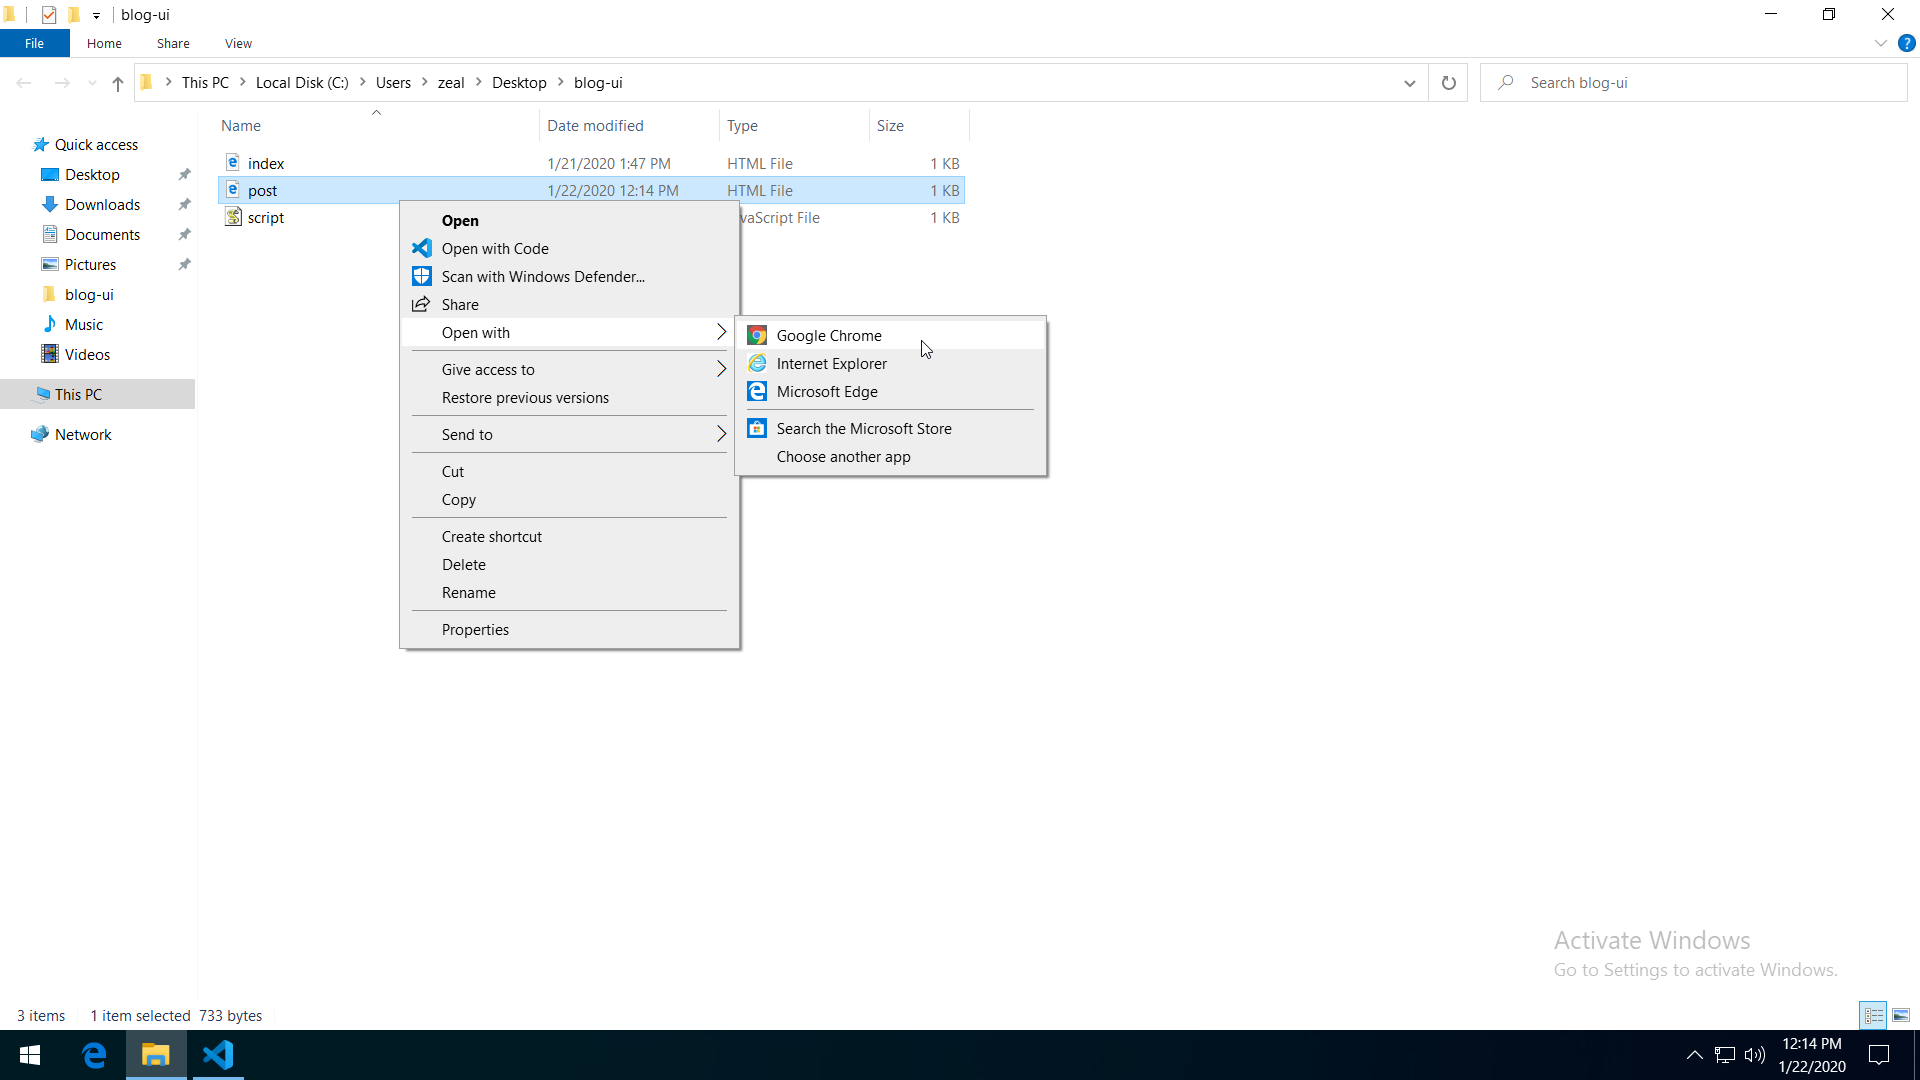 blog-ui
File Home Share View
This PC Local Disk (C:) Users zeal Desktop blog-ui
Search blog-ui
Name Date modified Type Size
Quick access
Desktop
Downloads
Documents
Pictures
blog-ui
Music
Videos
This PC
Network
index 1/21/2020 1:47 PM HTML File 1 KB
post 1/22/2020 12:14 PM HTML File 1 KB
script vaScript File 1 KB
Open
Open with Code
Scan with Windows Defender...
Share
Open with
Give access to
Restore previous versions
Send to
Cut
Copy
Create shortcut
Delete
Rename
Properties
Google Chrome
Internet Explorer
Microsoft Edge
Search the Microsoft Store
Choose another app
Activate Windows
Go to Settings to activate Windows.
3 items 1 item selected 733 bytes
12:14 PM
1/22/2020